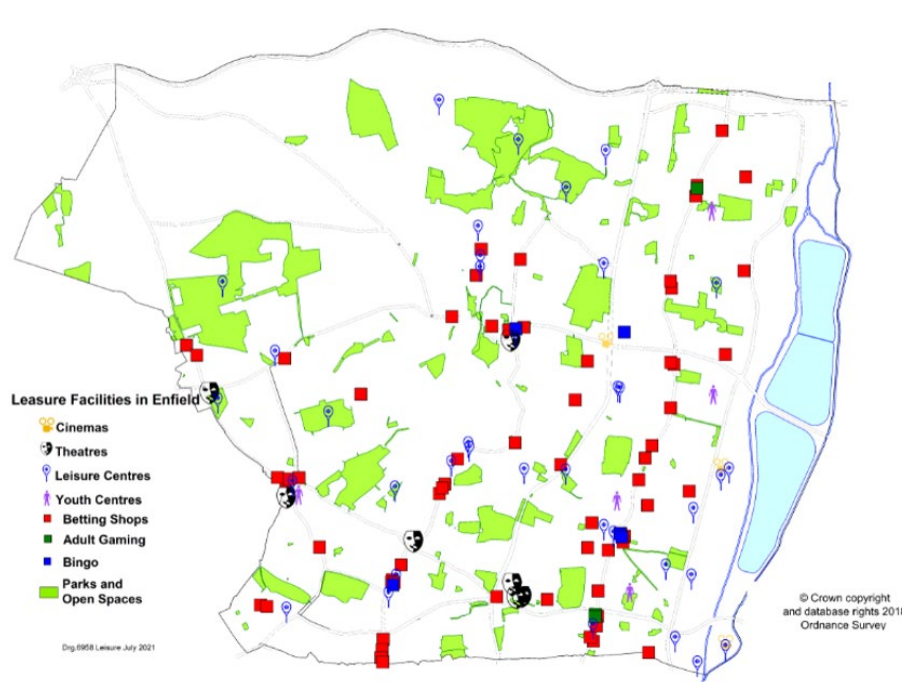 Leasure Facilities in Enfield
Cinemas
Theatres
Leisure Centres
Youth Centres
Betting Shops
Adult Gaming
Bingo
Parks and
Open Spaces
Drg.6958 Leisure July 2021
© Crown copyright
and database rights 2018
Ordnance Survey